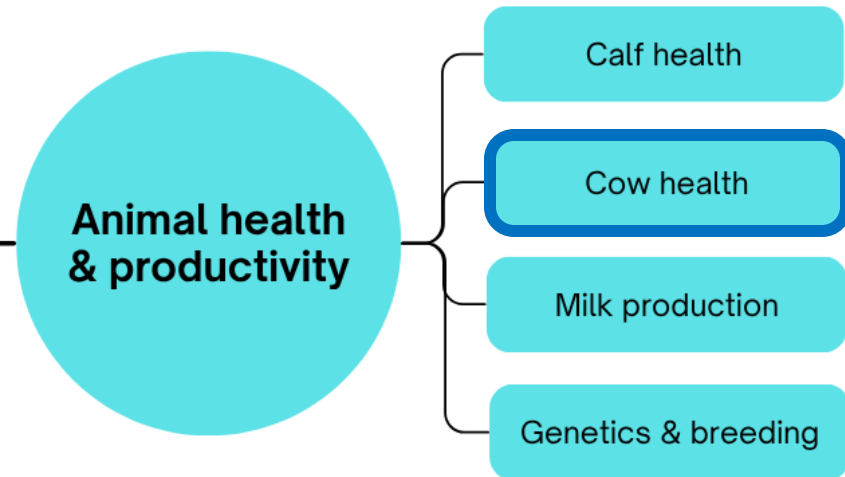 Animal health
& productivity
Calf health
Cow health
Milk production
Genetics & breeding